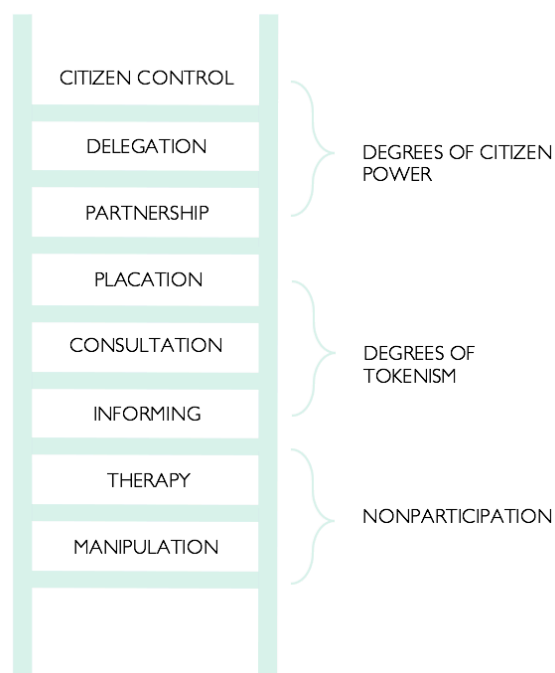 CITIZEN CONTROL
DELEGATION
PARTNERSHIP
PLACATION
CONSULTATION
INFORMING
THERAPY
MANIPULATION
DEGREES OF CITIZEN
POWER
DEGREES OF
TOKENISM
NONPARTICIPATION